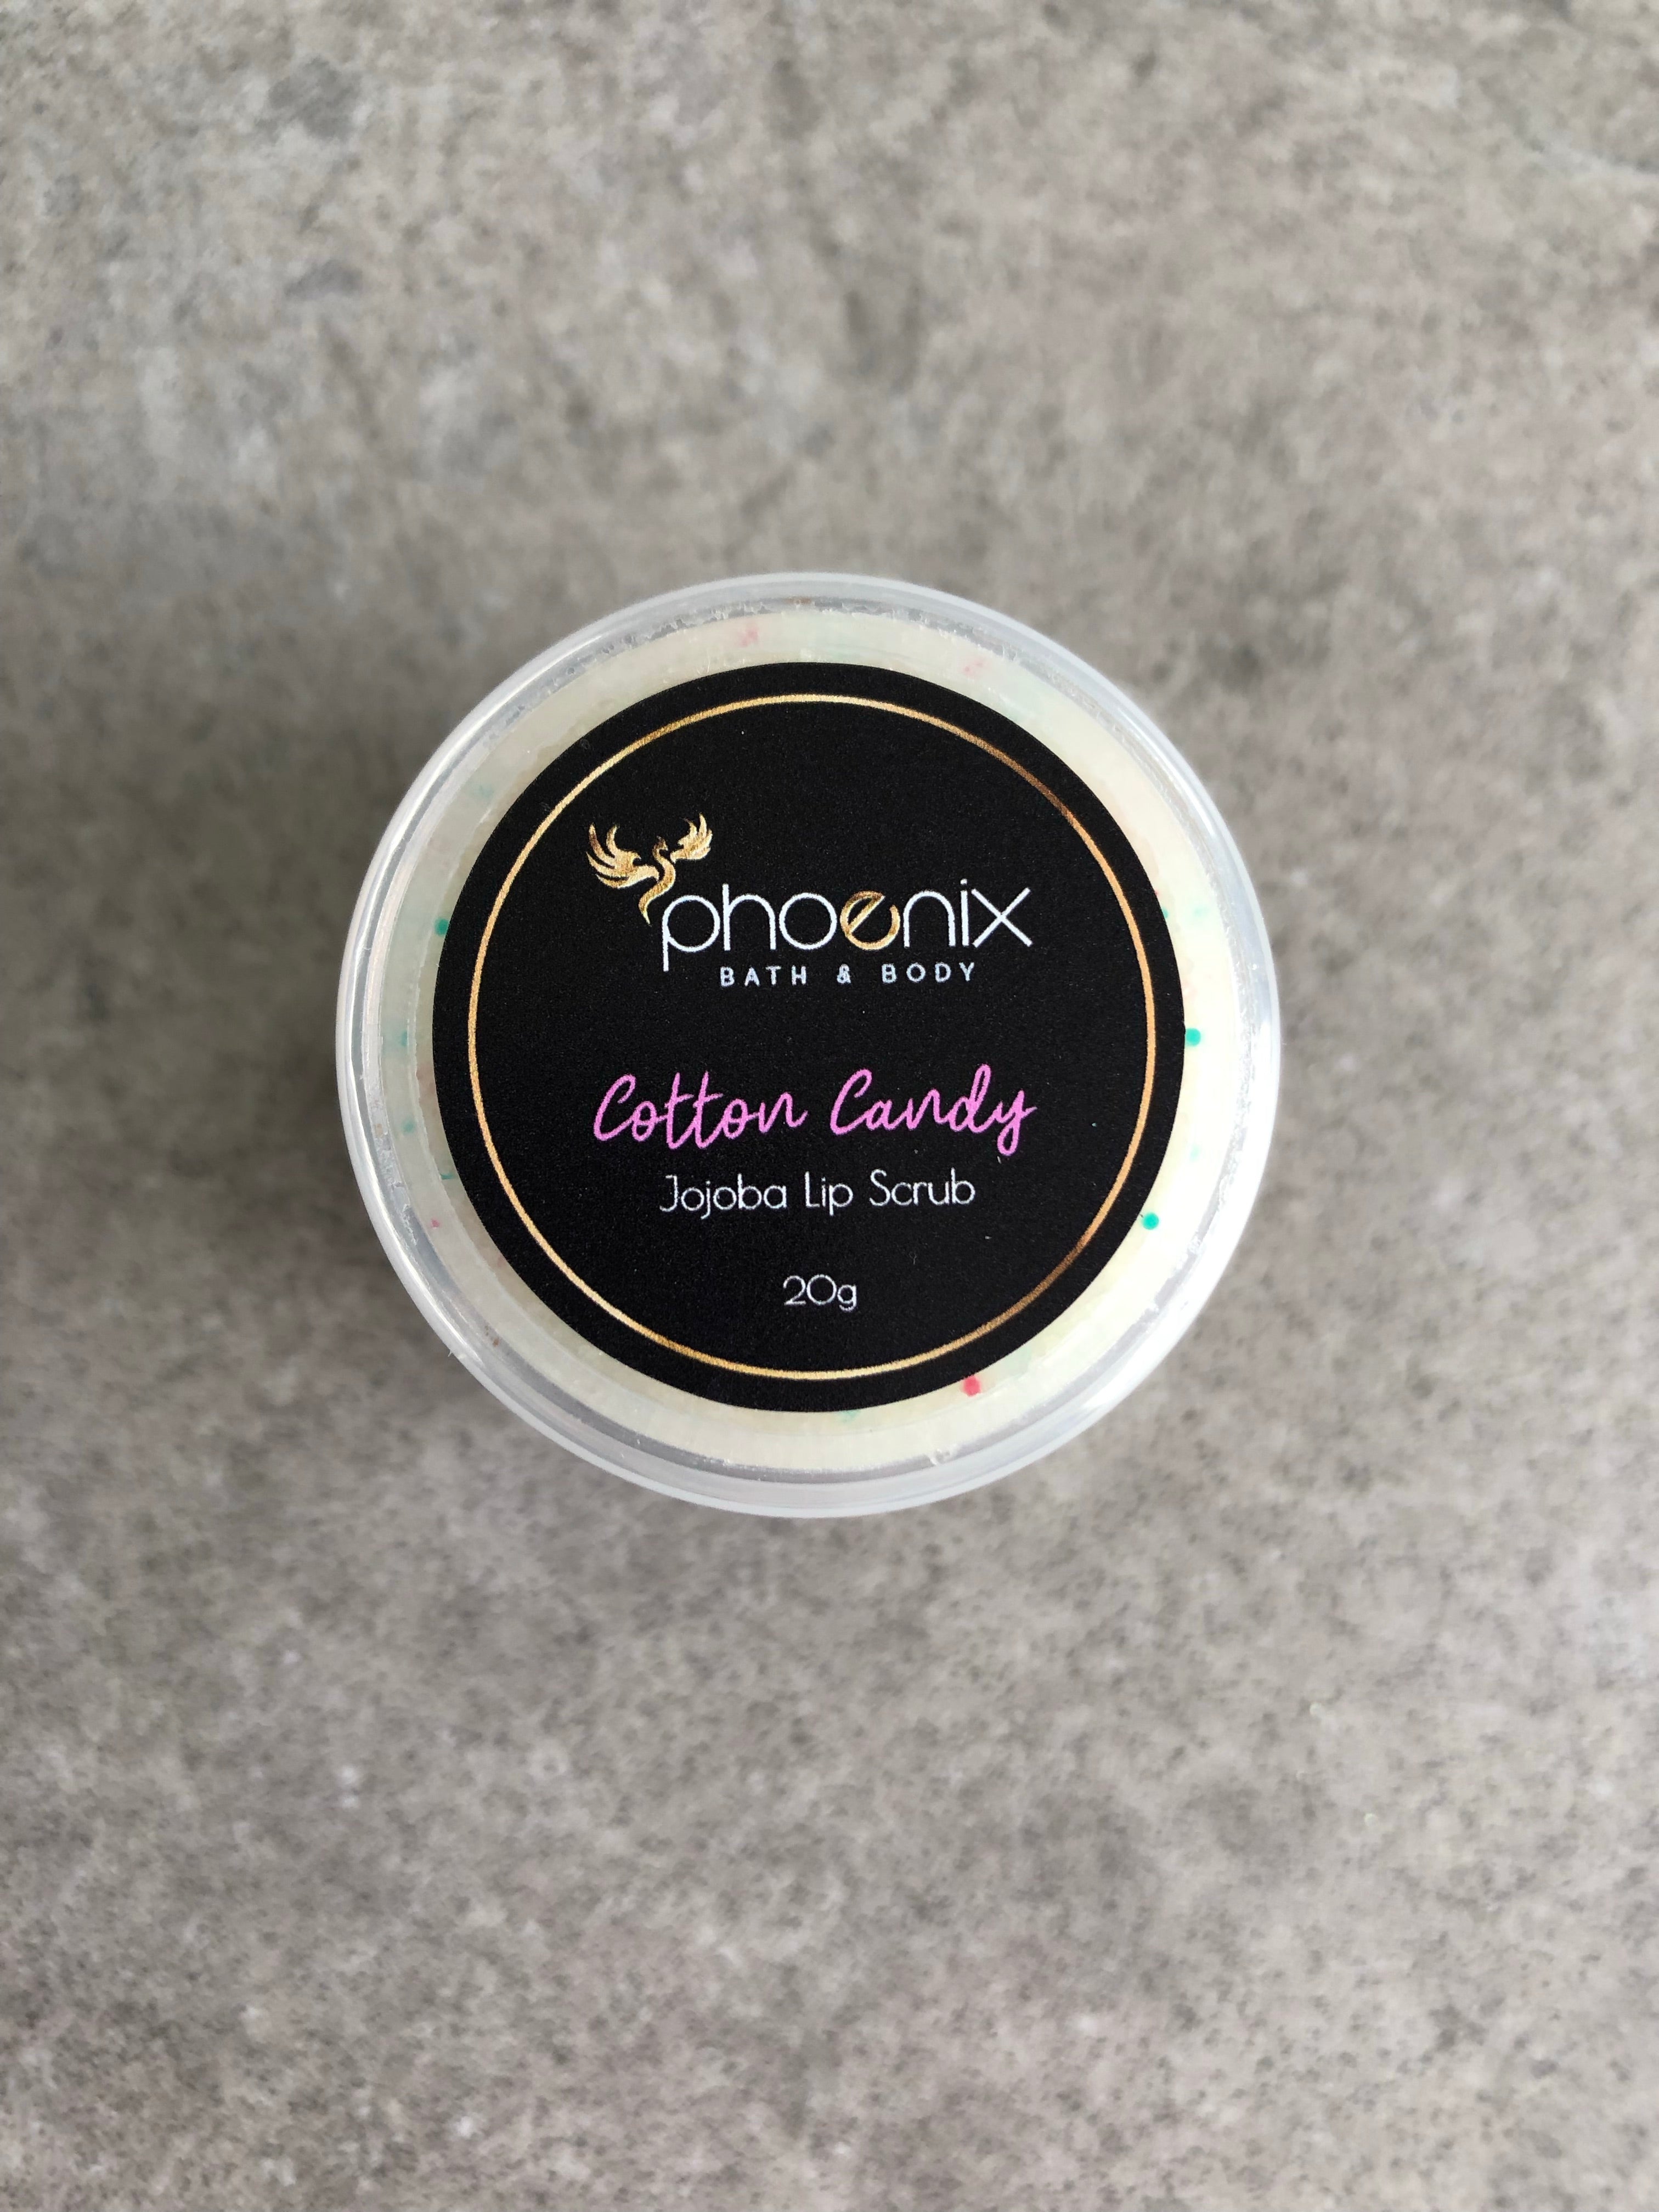 phoenix
BATH & BODY
Cotton Candy
Jojoba Lip Scrub
20g